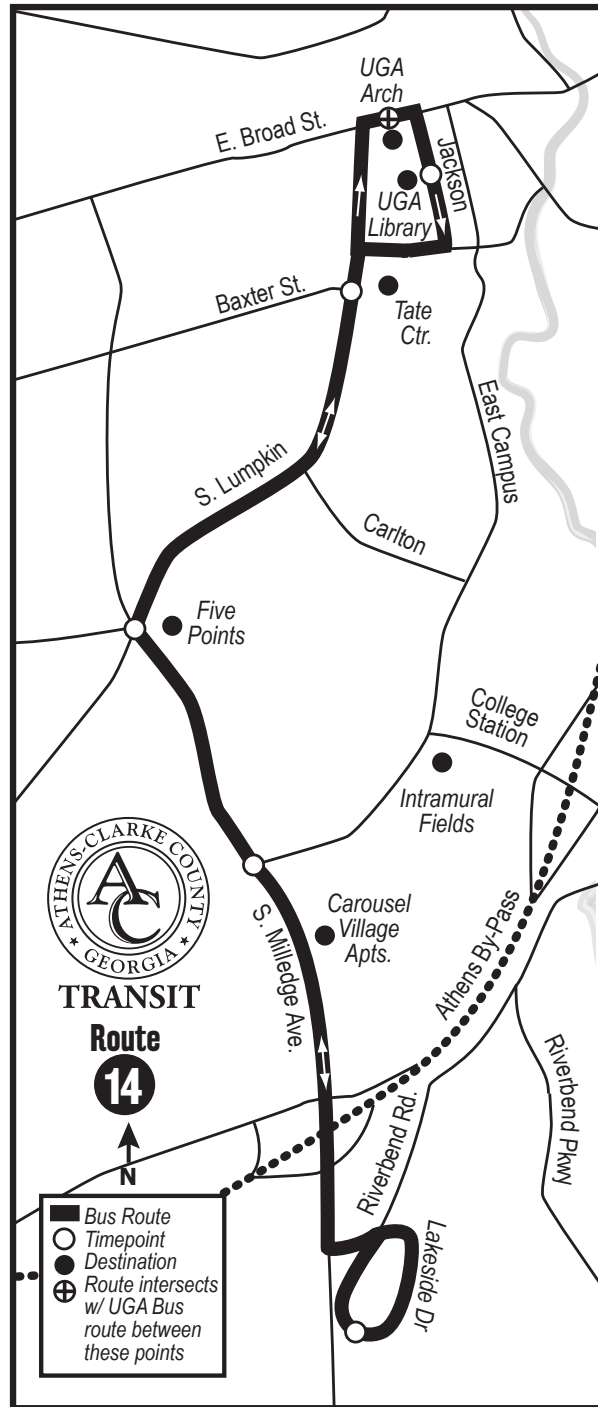 UGA
Arch
E. Broad St.
Jackson
UGA
Library
Baxter St.
Tate
Ctr.
East Campus
S. Lumpkin
Carlton
Five
Points
College
Station
Intramural
Fields
ATHENS-CLARKE COUNTY
AC
★ GEORGIA ★
TRANSIT
Route
14
N
S. Milledge Ave.
Carousel
Village
Apts.
Athens By-Pass
Riverbend Rd.
Riverbend Pkwy
Lakeside Dr
Bus Route
Timepoint
Destination
Route intersects
w/ UGA Bus
route between
these points